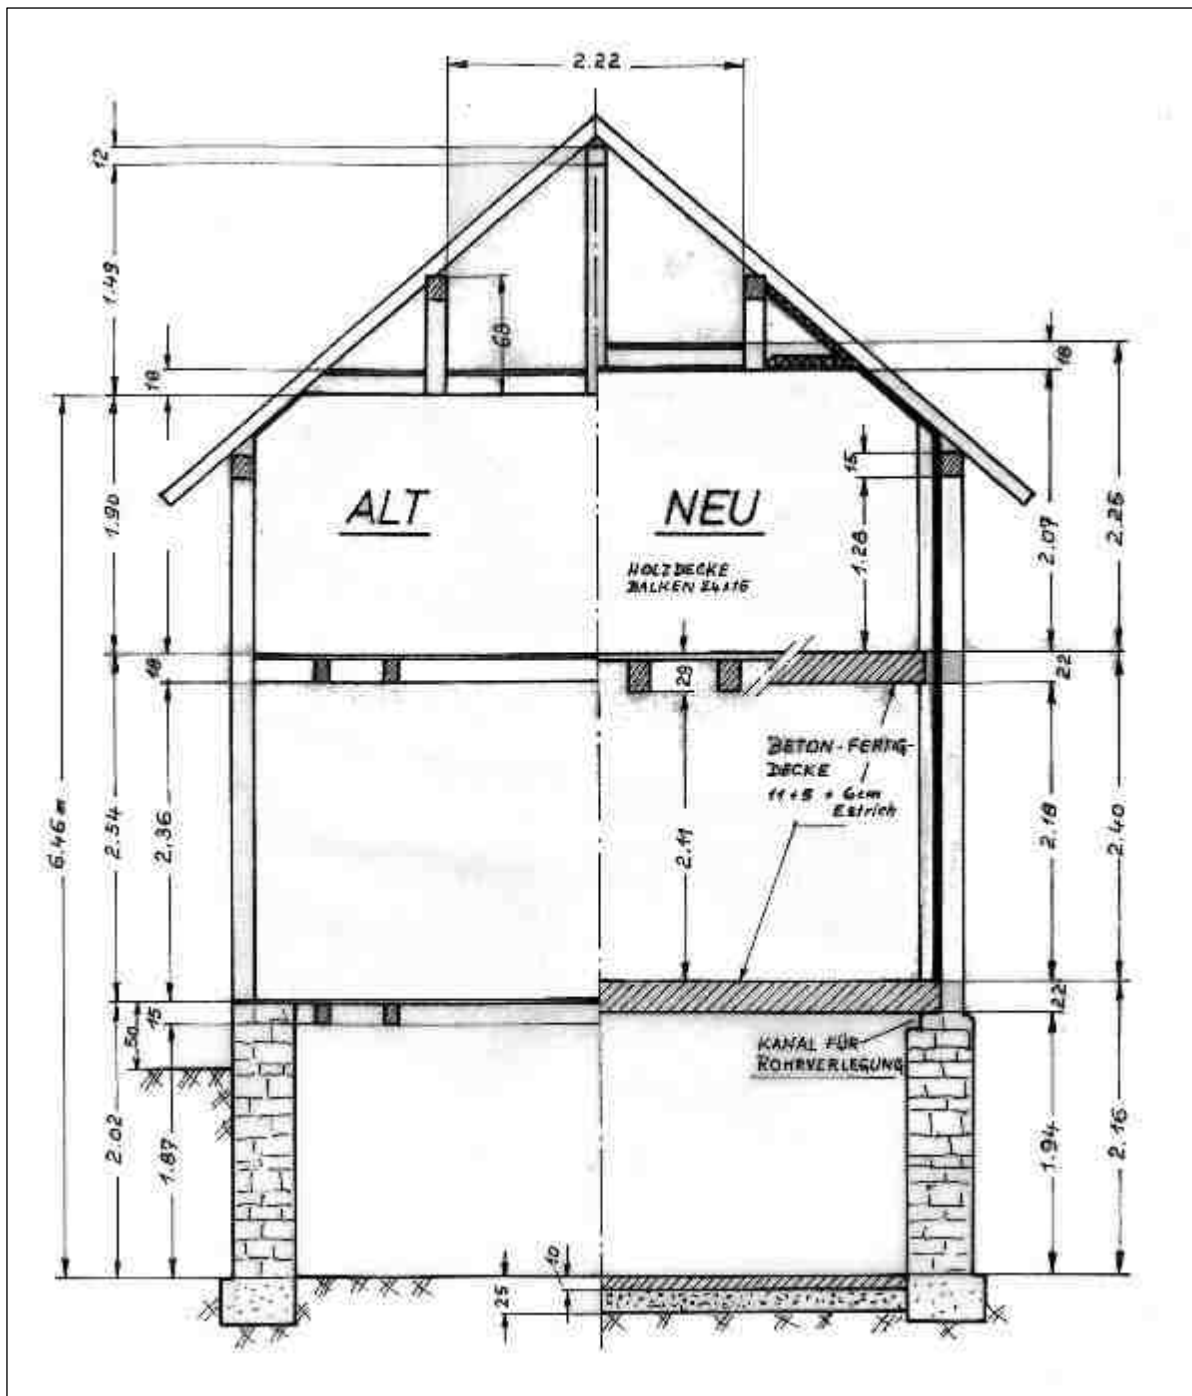 2.22
12
1.49
18
68
18
ALT
NEU
1.90
15
2.07
2.25
1.28
HOLZDECKE
BALKEN 24x16
18
29
22
6.46 m
2.54
2.36
2.11
BETON-FERTIG-
DECKE
11+5 + 6cm
Estrich
2.18
2.40
15
50
22
KANAL FÜR
ROHRVERLEGUNG
2.02
1.87
1.94
2.16
10
25